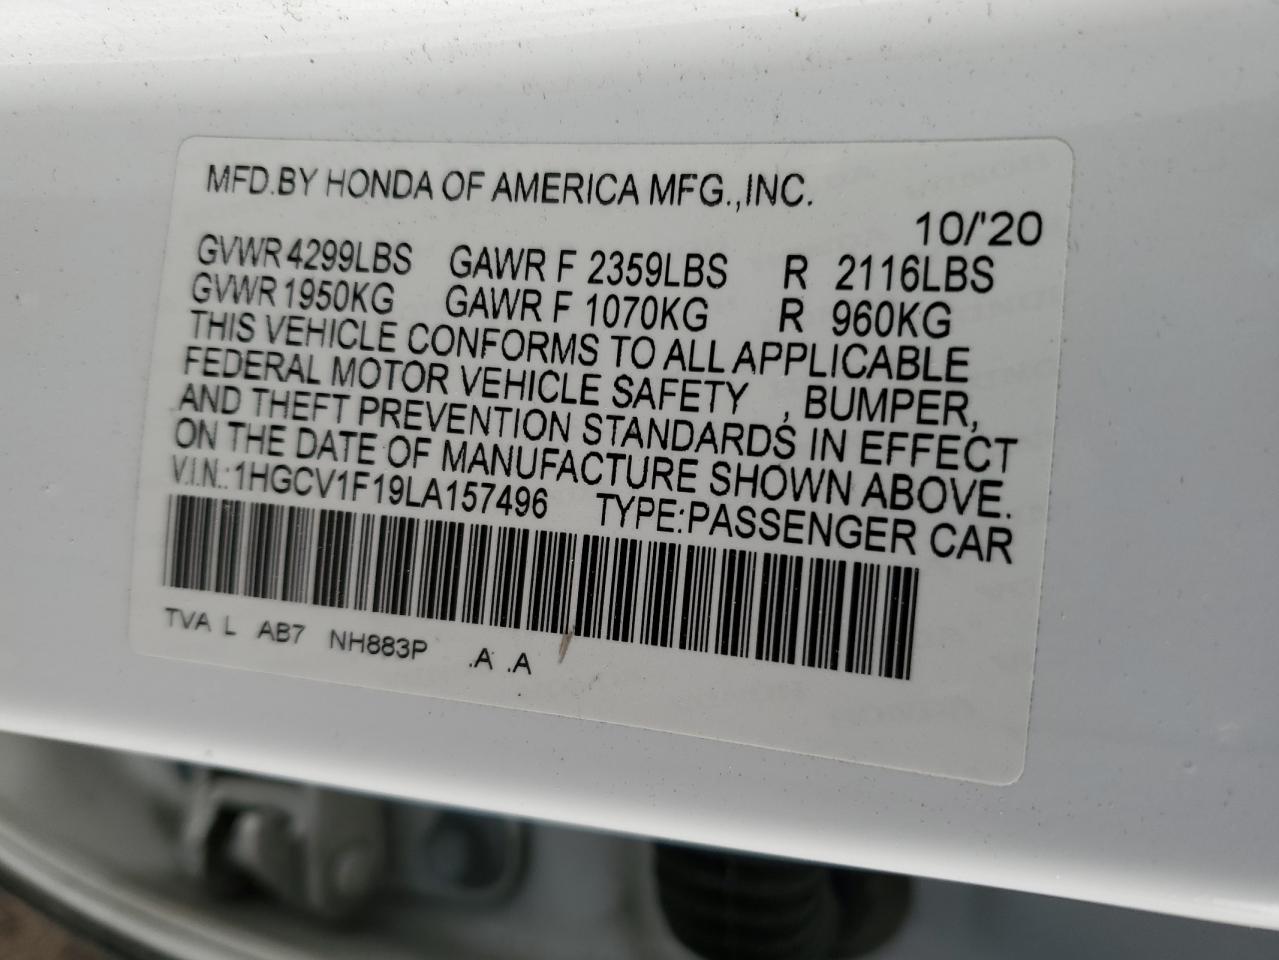 MFD.BY HONDA OF AMERICA MFG.,INC.
10/'20
GVWR 4299LBS GAWR F 2359LBS R 2116LBS
GVWR 1950KG GAWR F 1070KG R 960KG
THIS VEHICLE CONFORMS TO ALL APPLICABLE
FEDERAL MOTOR VEHICLE SAFETY , BUMPER,
AND THEFT PREVENTION STANDARDS IN EFFECT
ON THE DATE OF MANUFACTURE SHOWN ABOVE.
V.I.N.:1HGCV1F19LA157496 TYPE:PASSENGER CAR
TVA L AB7 NH883P .A .A